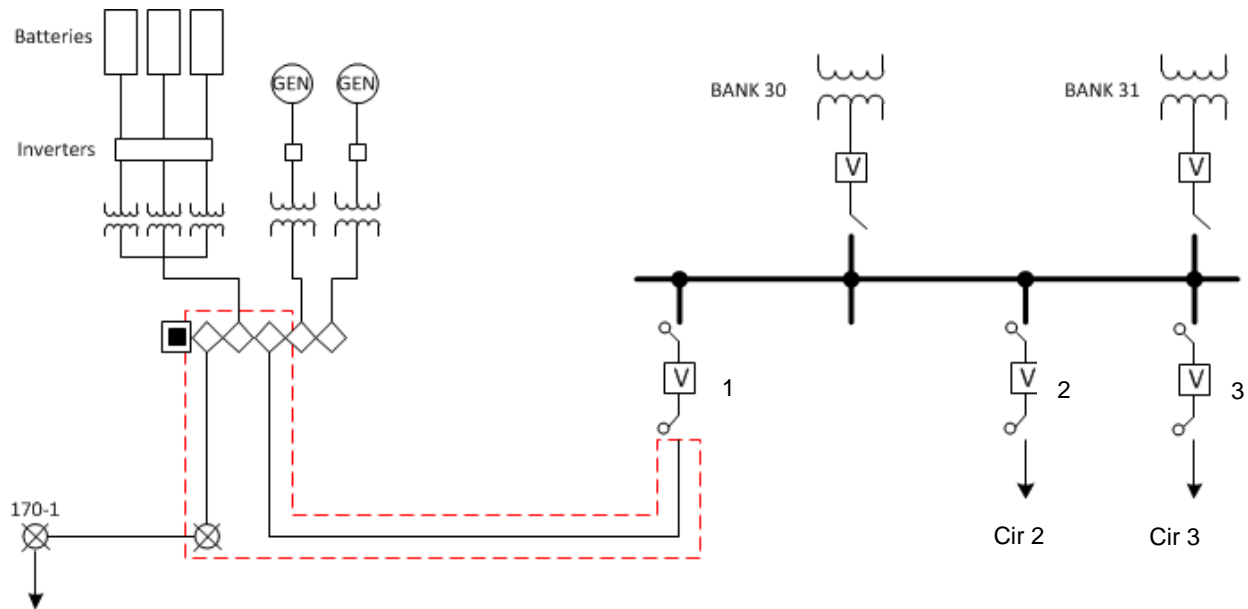 Batteries
GEN
GEN
BANK 30
BANK 31
Inverters
V
V
V
1
V
2
V
3
170-1
Cir 2
Cir 3